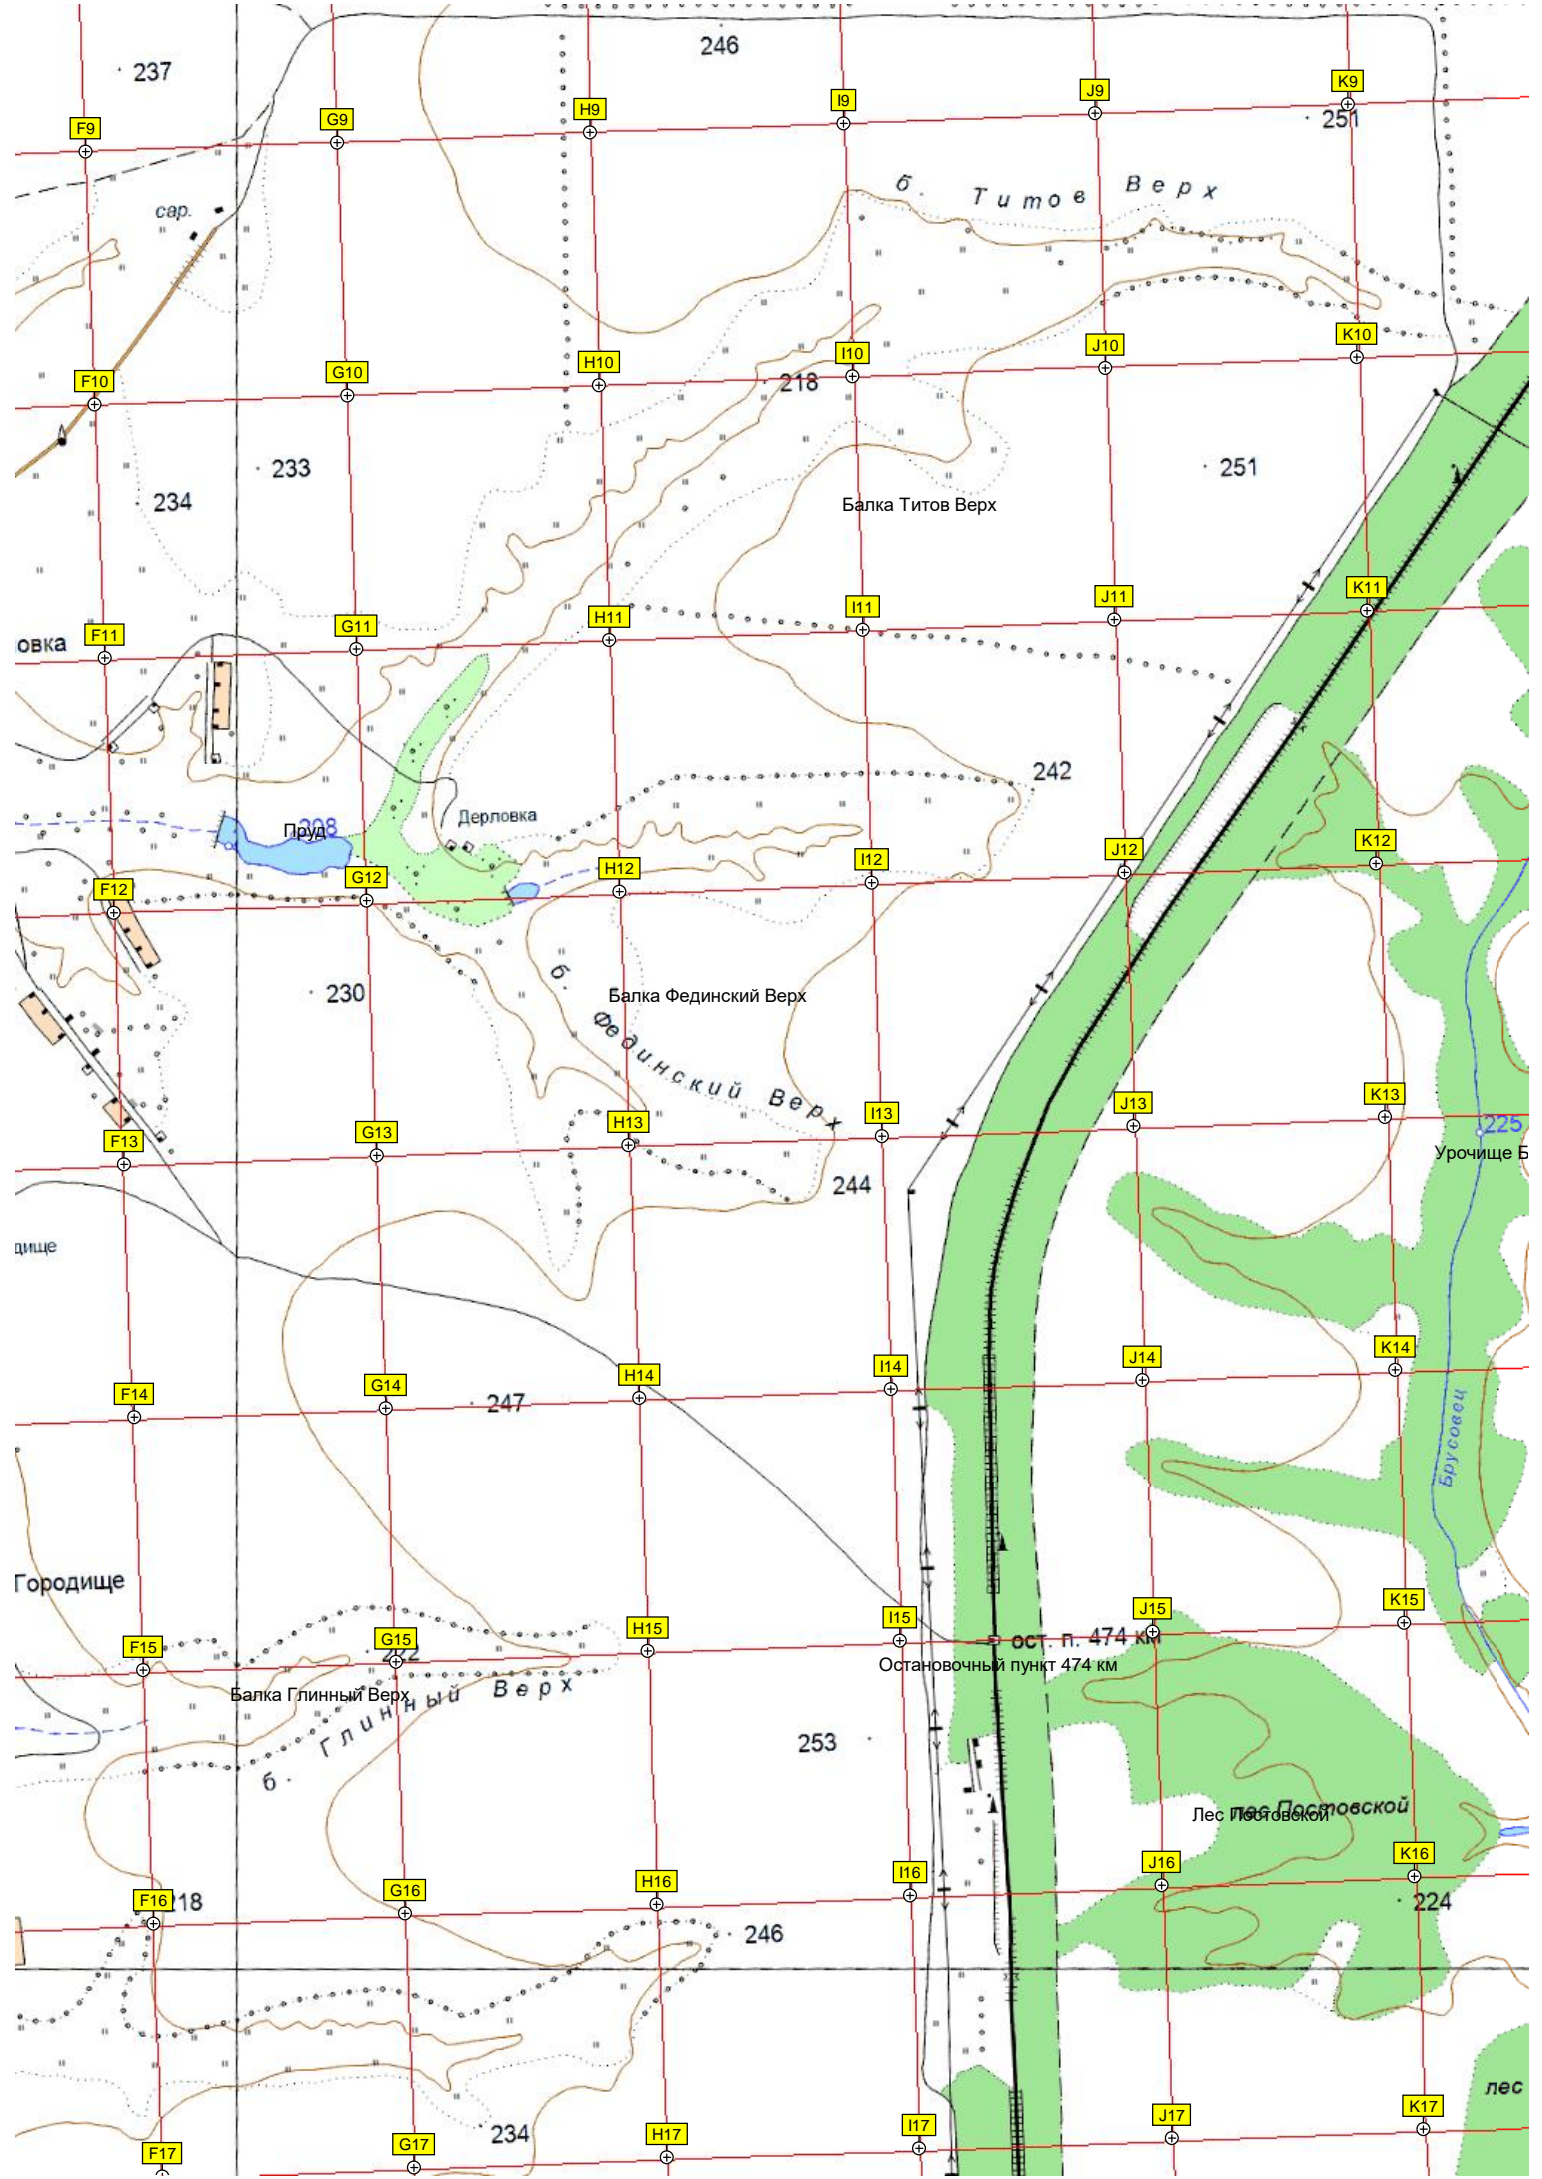 246
237
K9
J9
I9
H9
G9
F9
251
б. Титов Верх
сар.
K10
J10
I10
H10
G10
F10
218
251
233
234
Балка Титов Верх
K11
J11
I11
H11
G11
F11
овка
242
Дерловка
208
Пруд
K12
J12
I12
H12
G12
F12
230
Балка Фединский Верх
б. Фединский Верх
K13
J13
I13
H13
G13
F13
225
Урочище Б
244
дище
K14
J14
I14
H14
G14
F14
247
Брусовец
Городище
K15
J15
I15
H15
G15
F15
ост. п. 474 км
222
Остановочный пункт 474 км
Балка Глинный Верх
б. Глинный Верх
253
лес Постовской
Лес Постовской
K16
J16
I16
H16
G16
F16
218
224
246
лес
K17
J17
I17
H17
G17
F17
234